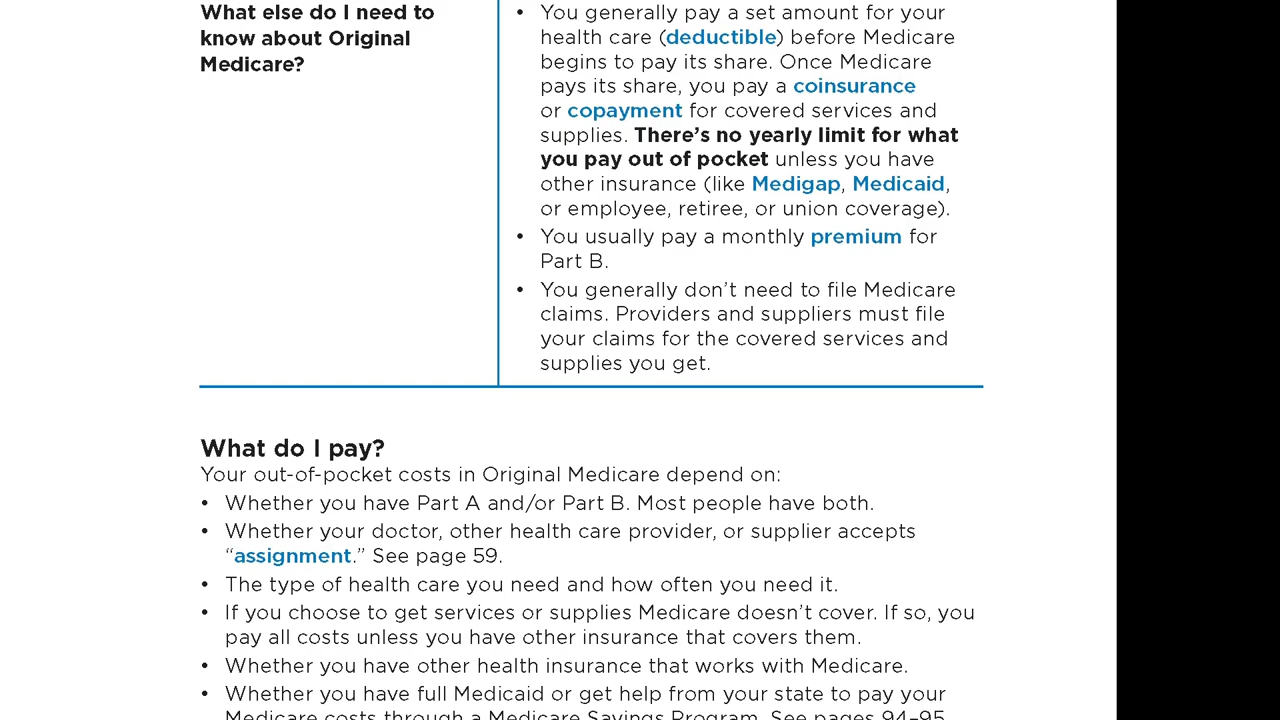 What else do I need to
know about Original
Medicare?
• You generally pay a set amount for your
health care (deductible) before Medicare
begins to pay its share. Once Medicare
pays its share, you pay a coinsurance
or copayment for covered services and
supplies. There’s no yearly limit for what
you pay out of pocket unless you have
other insurance (like Medigap, Medicaid,
or employee, retiree, or union coverage).
• You usually pay a monthly premium for
Part B.
• You generally don’t need to file Medicare
claims. Providers and suppliers must file
your claims for the covered services and
supplies you get.
What do I pay?
Your out-of-pocket costs in Original Medicare depend on:
• Whether you have Part A and/or Part B. Most people have both.
• Whether your doctor, other health care provider, or supplier accepts
“assignment.” See page 59.
• The type of health care you need and how often you need it.
• If you choose to get services or supplies Medicare doesn’t cover. If so, you
pay all costs unless you have other insurance that covers them.
• Whether you have other health insurance that works with Medicare.
• Whether you have full Medicaid or get help from your state to pay your
Medicare costs through a Medicare Savings Program. See pages 94–95.